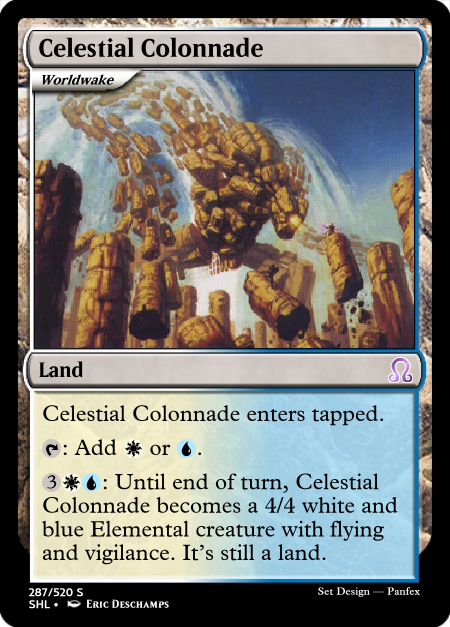 Celestial Colonnade
Worldwake
Land
Celestial Colonnade enters tapped.
: Add or .
3: Until end of turn, Celestial
Colonnade becomes a 4/4 white and
blue Elemental creature with flying
and vigilance. It's still a land.
287/520 S
Set Design — Panfex
SHL • Eric Deschamps